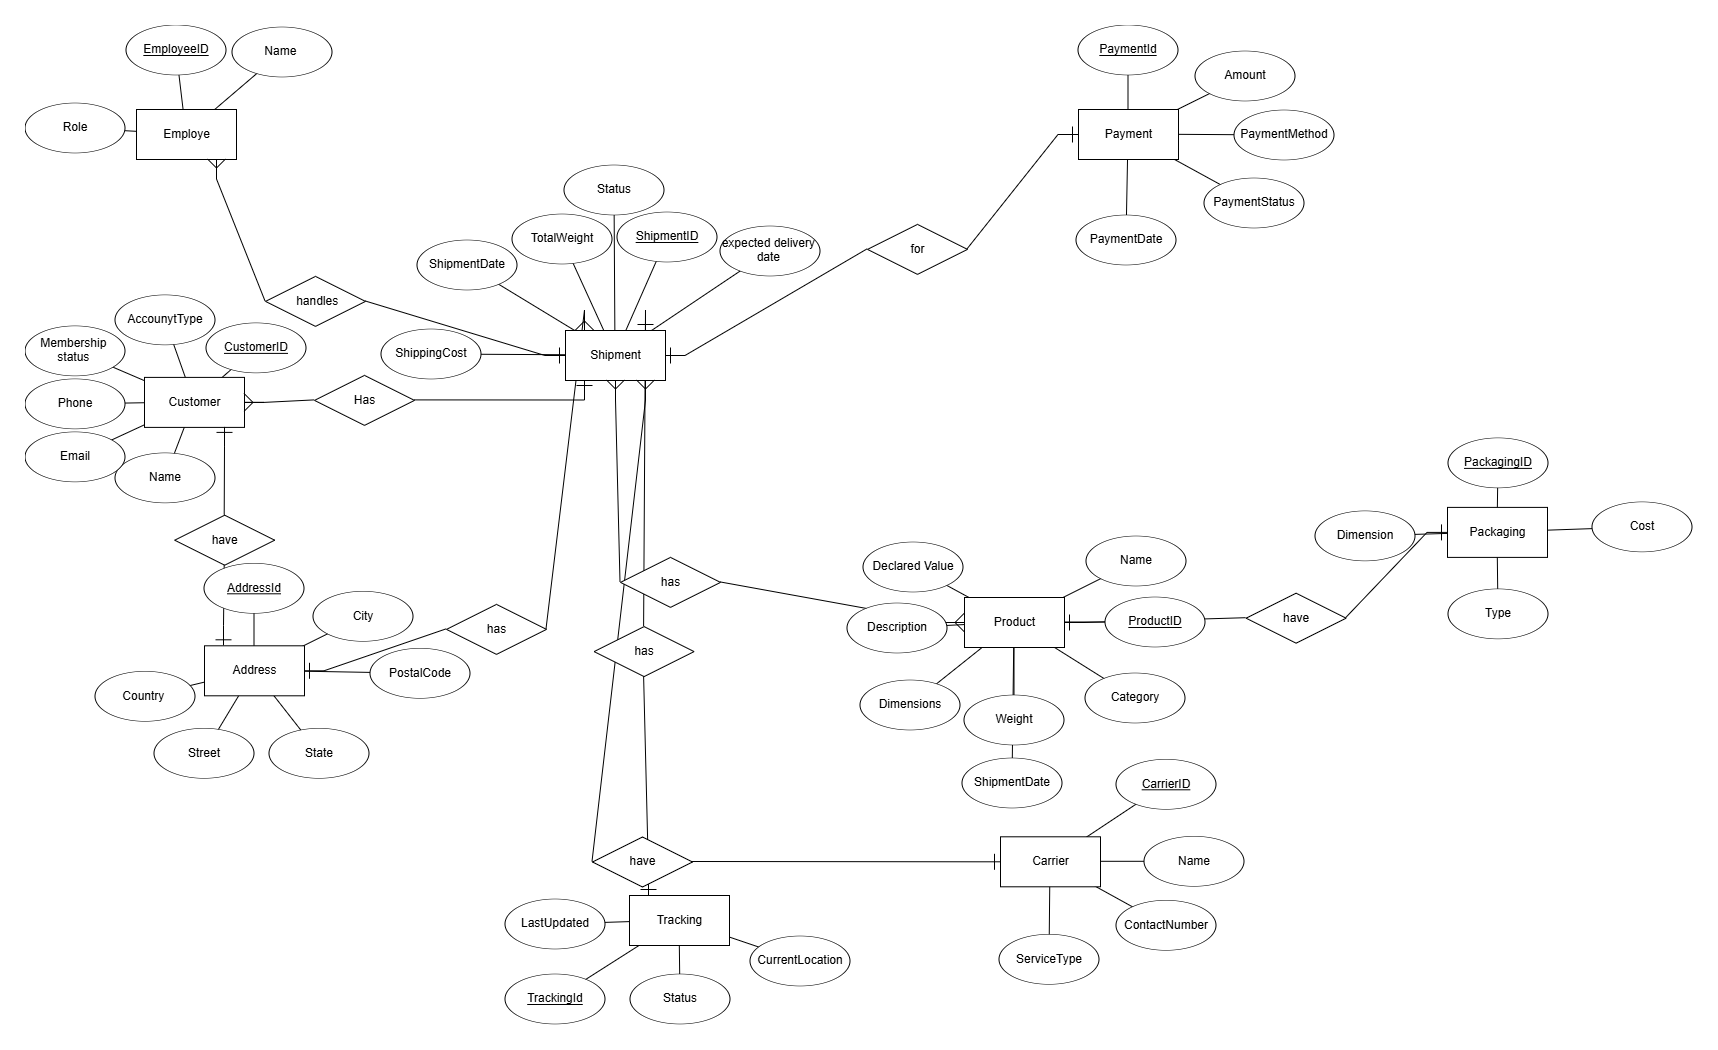 EmployeeID
Name
Role
Employe
PaymentId
Amount
Payment
PaymentMethod
PaymentStatus
PaymentDate
Status
TotalWeight
ShipmentID
ShipmentDate
expected delivery
date
for
handles
ShippingCost
Shipment
AccounytType
CustomerID
Membership
status
Phone
Customer
Email
Name
Has
have
AddressId
City
Address
PostalCode
Country
Street
State
has
has
has
Declared Value
Name
Description
Product
ProductID
Dimensions
Weight
Category
ShipmentDate
have
PackagingID
Dimension
Packaging
Cost
Type
CarrierID
have
Carrier
Name
ContactNumber
ServiceType
LastUpdated
Tracking
CurrentLocation
TrackingId
Status